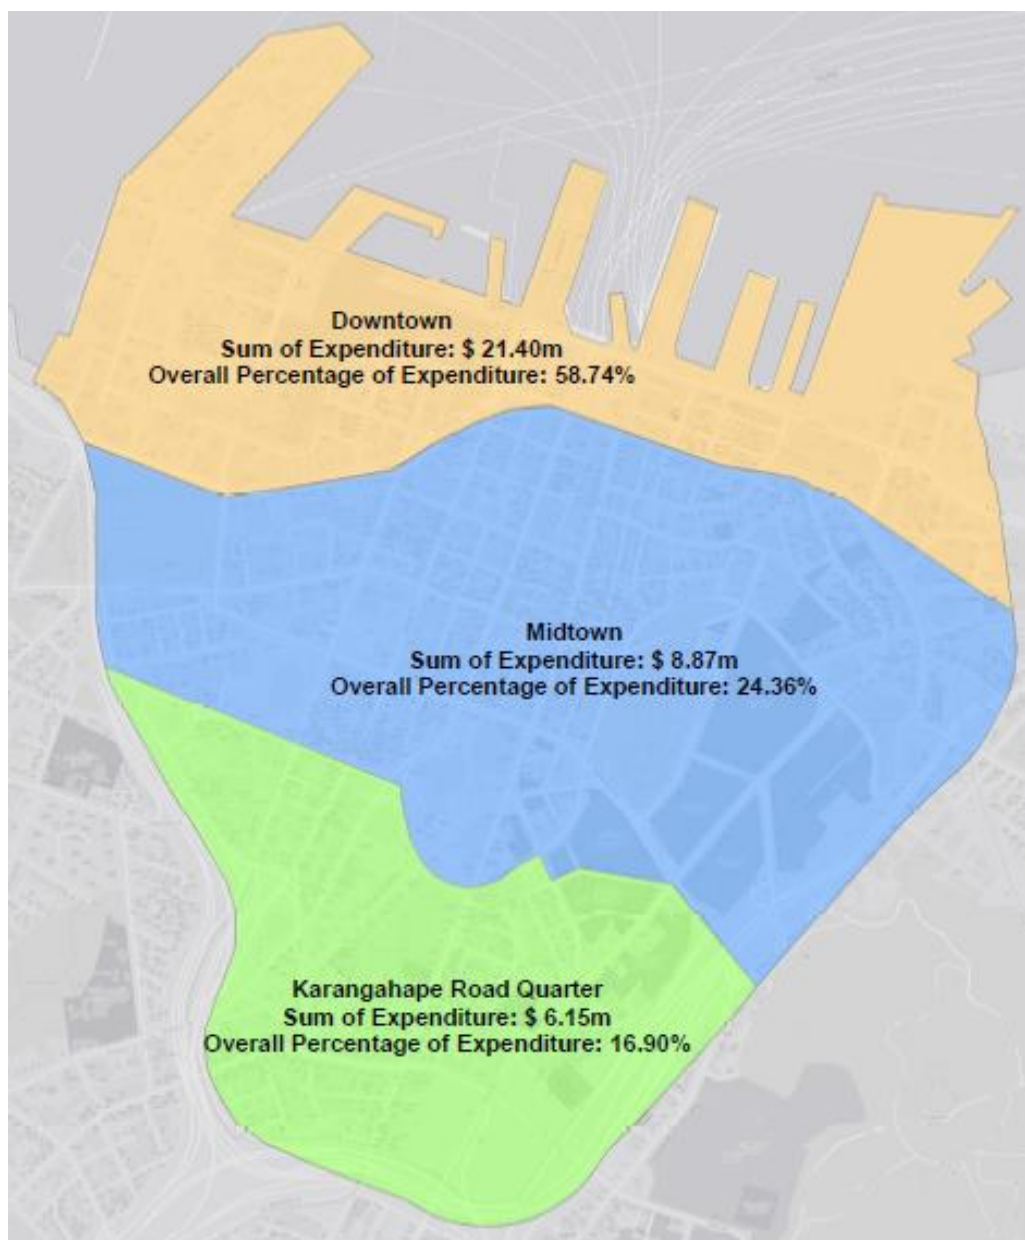 Downtown
Sum of Expenditure: $ 21.40m
Overall Percentage of Expenditure: 58.74%
Midtown
Sum of Expenditure: $ 8.87m
Overall Percentage of Expenditure: 24.36%
Karangahape Road Quarter
Sum of Expenditure: $ 6.15m
Overall Percentage of Expenditure: 16.90%